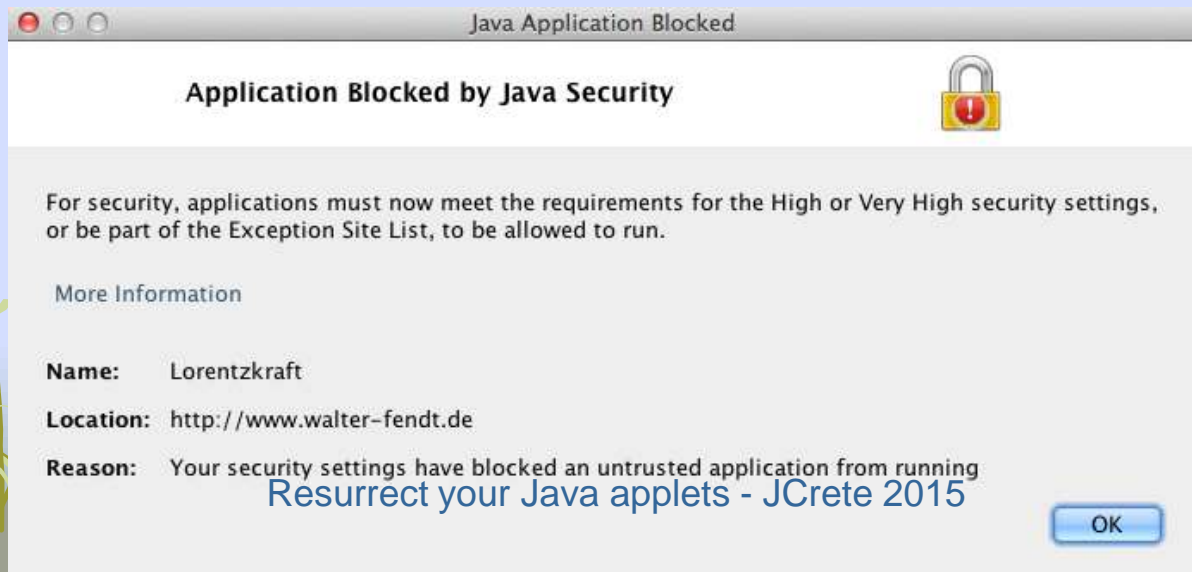 Java Application Blocked
Application Blocked by Java Security
For security, applications must now meet the requirements for the High or Very High security settings,
or be part of the Exception Site List, to be allowed to run.
More Information
Name: Lorentzkraft
Location: http://www.walter-fendt.de
Reason: Your security settings have blocked an untrusted application from running
Resurrect your Java applets - JCrete 2015
OK